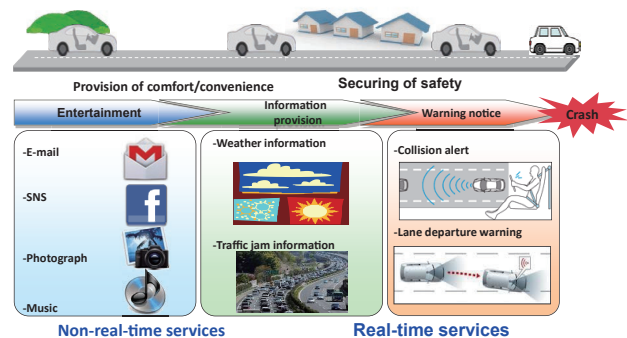 Provision of comfort/convenience
Securing of safety
Entertainment
Information
provision
Warning notice
Crash
-E-mail
-SNS
-Photograph
-Music
-Weather information
-Traffic jam information
-Collision alert
-Lane departure warning
Non-real-time services
Real-time services